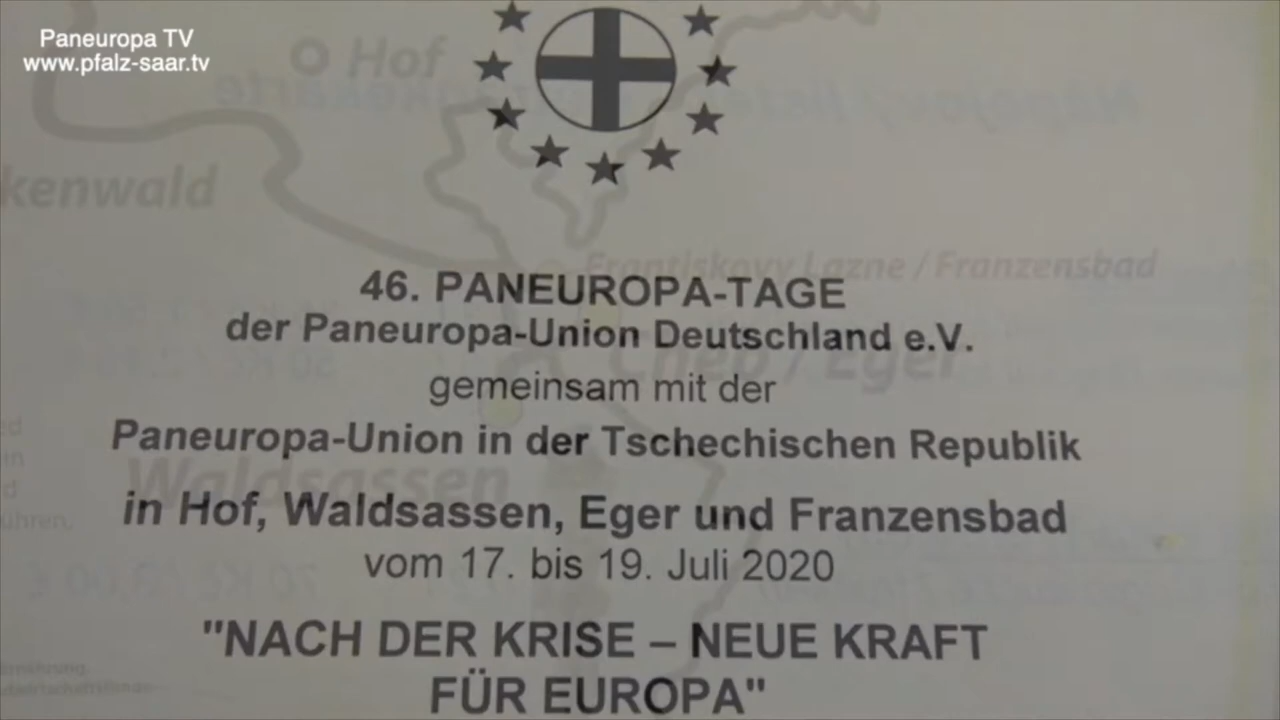 Paneuropa TV
www.pfalz-saar.tv
Hof
kenwald
Frantiskovy Lazne / Franzensbad
46. PANEUROPA-TAGE
der Paneuropa-Union Deutschland e.V.
Cheb / Eger
gemeinsam mit der
Paneuropa-Union in der Tschechischen Republik
Waldsassen
in Hof, Waldsassen, Eger und Franzensbad
vom 17. bis 19. Juli 2020
"NACH DER KRISE – NEUE KRAFT
FÜR EUROPA"